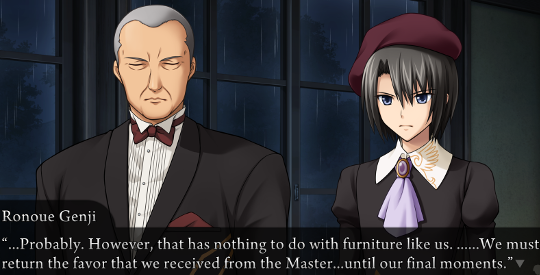 Ronoue Genji
“...Probably. However, that has nothing to do with furniture like us. ......We must
return the favor that we received from the Master...until our final moments.”